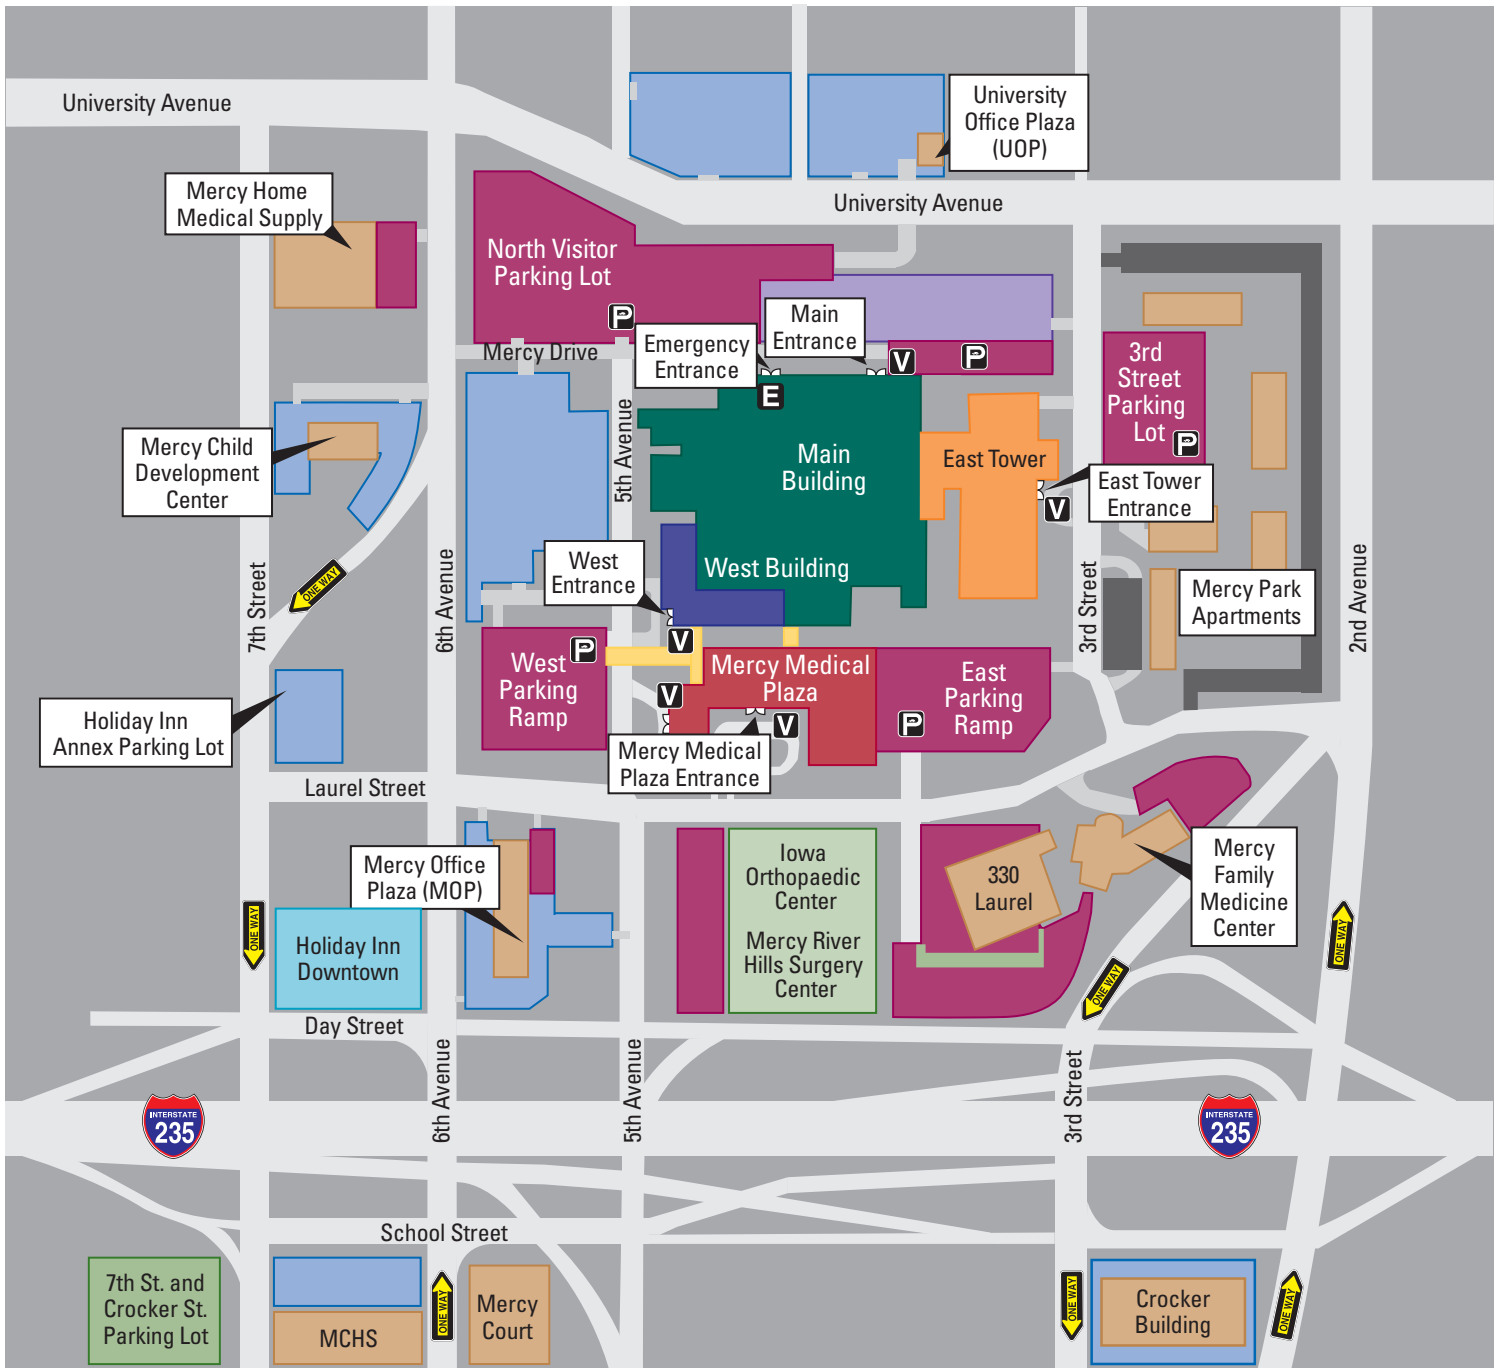 University Avenue
University
Office Plaza
(UOP)
Mercy Home
Medical Supply
University Avenue
North Visitor
Parking Lot
P
Main
Entrance
Emergency
Entrance
Mercy Drive
V
P
E
3rd
Street
Parking
Lot
P
5th Avenue
Mercy Child
Development
Center
Main
Building
East Tower
East Tower
Entrance
V
West
Entrance
West Building
ONE WAY
7th Street
6th Avenue
3rd Street
2nd Avenue
Mercy Park
Apartments
V
P
West
Parking
Ramp
Mercy Medical
Plaza
East
Parking
Ramp
P
V
V
Holiday Inn
Annex Parking Lot
Mercy Medical
Plaza Entrance
Laurel Street
Mercy Office
Plaza (MOP)
Iowa
Orthopaedic
Center
Mercy River
Hills Surgery
Center
330
Laurel
Mercy
Family
Medicine
Center
ONE WAY
Holiday Inn
Downtown
ONE WAY
ONE WAY
Day Street
6th Avenue
5th Avenue
3rd Street
INTERSTATE
235
INTERSTATE
235
School Street
7th St. and
Crocker St.
Parking Lot
MCHS
ONE WAY
Mercy
Court
ONE WAY
Crocker
Building
ONE WAY